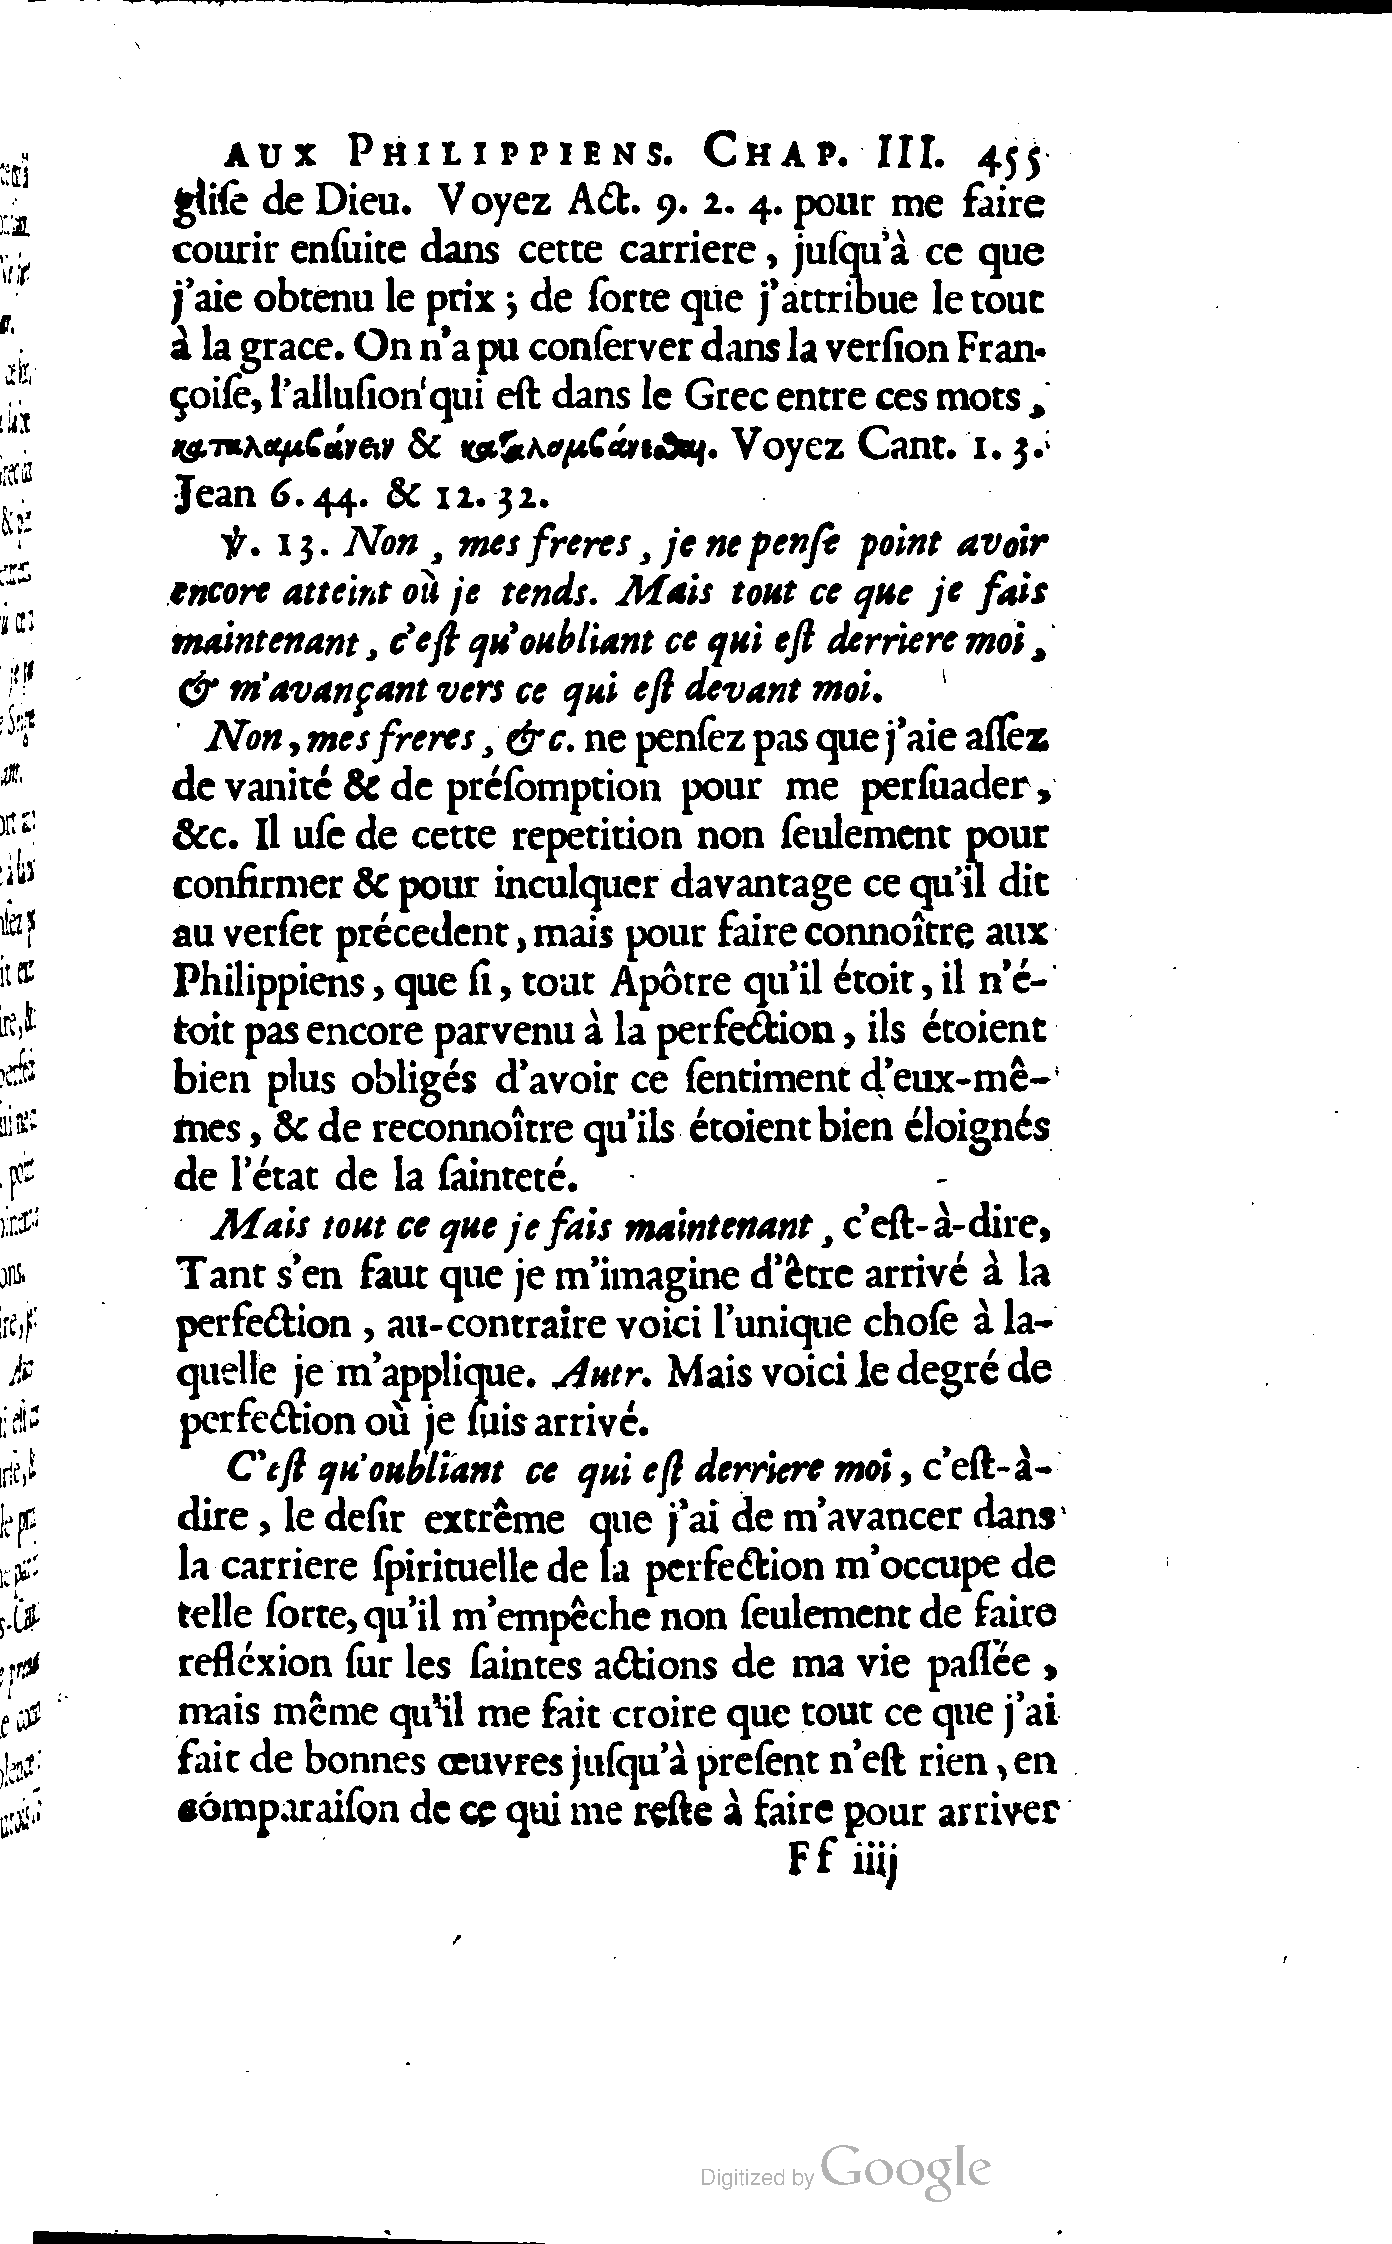 AUX PHILIPPIENS. CHAP. III. 455
gliſe de Dieu. Voyez Act. 9. 2. 4. pour me faire
courir enſuite dans cette carriere, juſqu'à ce que
j'aie obtenu le prix; de ſorte que j'attribue le tout
à la grace. On n'a pu conſerver dans la verſion Fran-
çoiſe, l'alluſion qui eſt dans le Grec entre ces mots,
καταλαμβάνειν & καταλαμβάνεσθαι. Voyez Cant. 1. 3.
Jean 6. 44. & 12. 32.
℣. 13. Non, mes freres, je ne penſe point avoir
encore atteint où je tends. Mais tout ce que je fais
maintenant, c'eſt qu'oubliant ce qui eſt derriere moi,
& m'avançant vers ce qui eſt devant moi.
Non, mes freres, &c. ne penſez pas que j'aie aſſez
de vanité & de préſomption pour me perſuader,
&c. Il uſe de cette repetition non ſeulement pour
confirmer & pour inculquer davantage ce qu'il dit
au verſet précedent, mais pour faire connoître aux
Philippiens, que ſi, tout Apôtre qu'il étoit, il n'é-
toit pas encore parvenu à la perfection, ils étoient
bien plus obligés d'avoir ce ſentiment d'eux-mê-
mes, & de reconnoître qu'ils étoient bien éloignés
de l'état de la ſainteté.
Mais tout ce que je fais maintenant, c'eſt-à-dire,
Tant s'en faut que je m'imagine d'être arrivé à la
perfection, au-contraire voici l'unique choſe à la-
quelle je m'applique. Autr. Mais voici le degré de
perfection où je ſuis arrivé.
C'eſt qu'oubliant ce qui eſt derriere moi, c'eſt-à-
dire, le deſir extrême que j'ai de m'avancer dans
la carriere ſpirituelle de la perfection m'occupe de
telle ſorte, qu'il m'empêche non ſeulement de faire
refléxion ſur les ſaintes actions de ma vie paſſée,
mais même qu'il me fait croire que tout ce que j'ai
fait de bonnes œuvres juſqu'à preſent n'eſt rien, en
comparaiſon de ce qui me reſte à faire pour arriver
Ff iiij
Digitized by Google